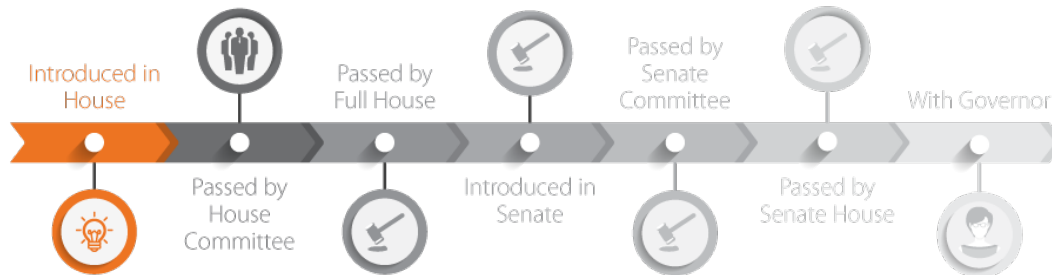 Introduced in
House
Passed by
House
Committee
Passed by
Full House
Introduced in
Senate
Passed by
Senate
Committee
Passed by
Senate House
With Governor